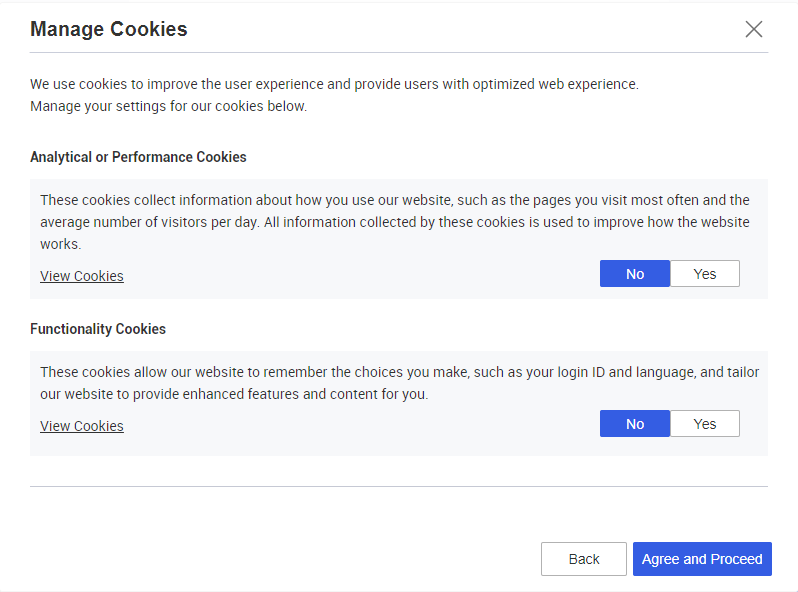 Manage Cookies
We use cookies to improve the user experience and provide users with optimized web experience.
Manage your settings for our cookies below.
Analytical or Performance Cookies
These cookies collect information about how you use our website, such as the pages you visit most often and the
average number of visitors per day. All information collected by these cookies is used to improve how the website
works.
View Cookies
No Yes
Functionality Cookies
These cookies allow our website to remember the choices you make, such as your login ID and language, and tailor
our website to provide enhanced features and content for you.
View Cookies
No Yes
Back Agree and Proceed